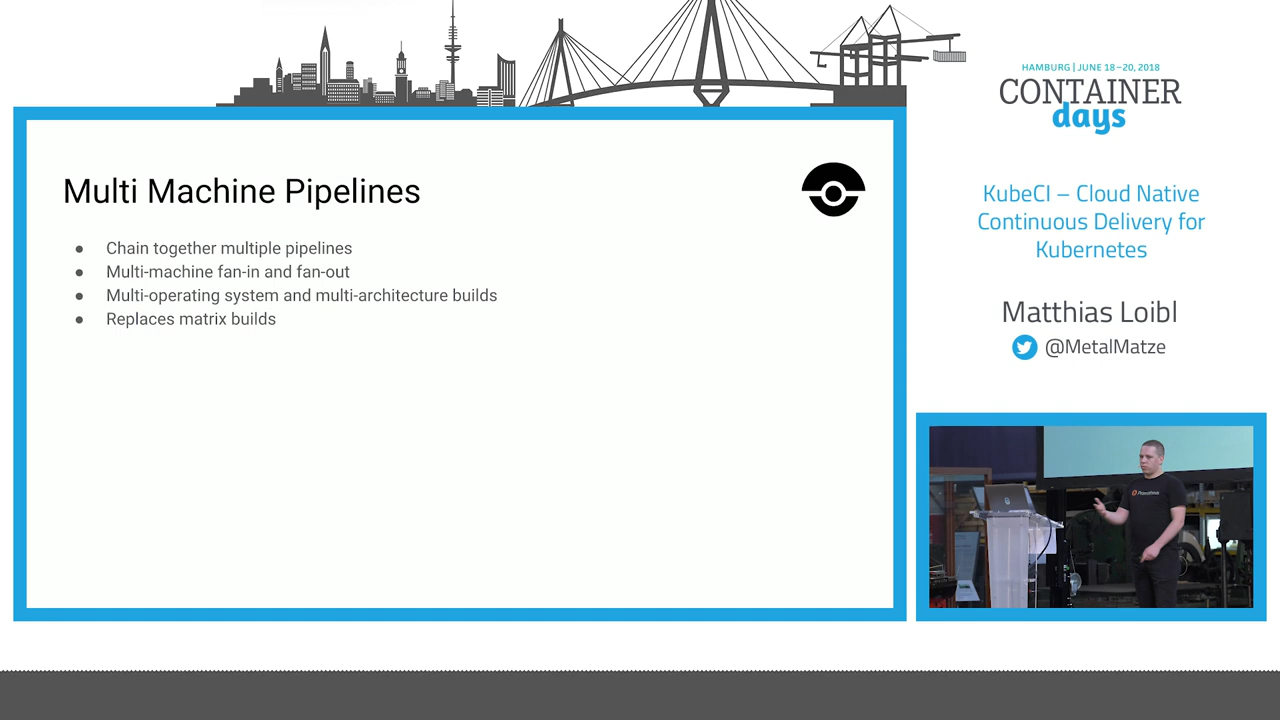 HAMBURG | JUNE 18–20, 2018
CONTAINER
days
Multi Machine Pipelines
● Chain together multiple pipelines
● Multi-machine fan-in and fan-out
● Multi-operating system and multi-architecture builds
● Replaces matrix builds
KubeCI – Cloud Native
Continuous Delivery for
Kubernetes
Matthias Loibl
@MetalMatze
Prometheus